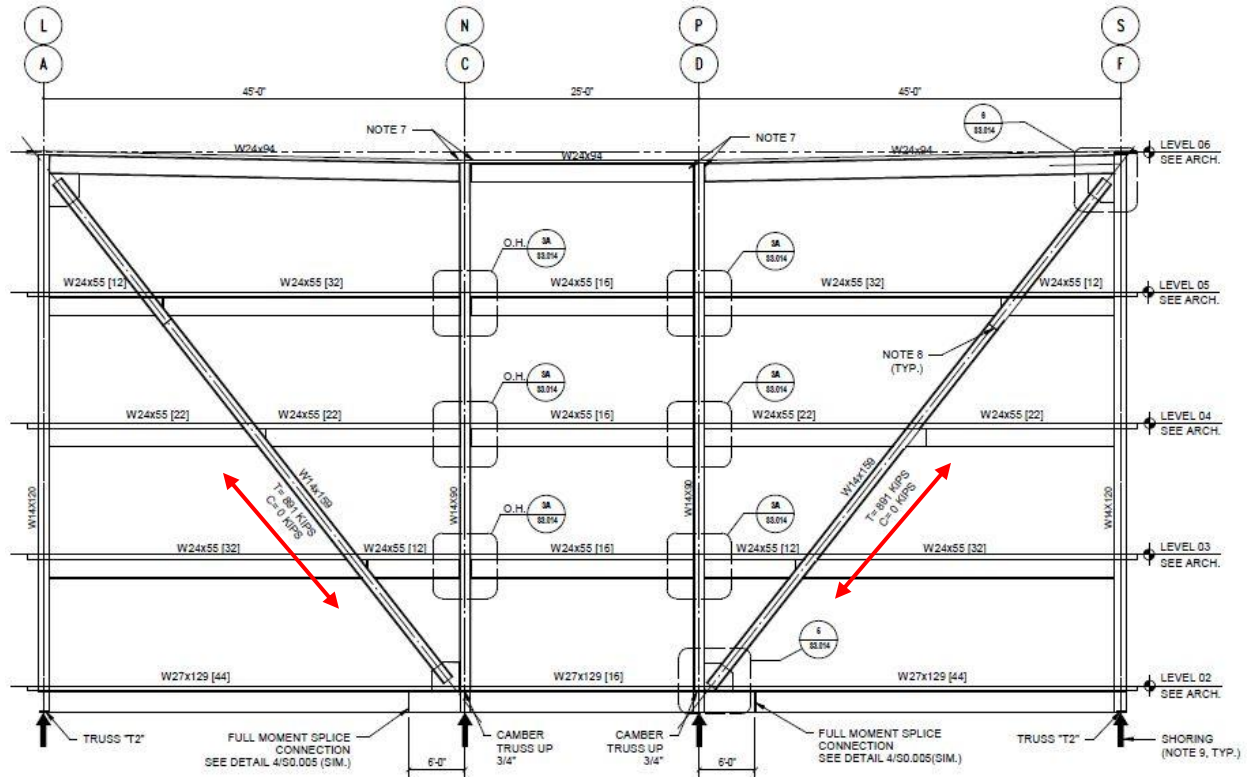 L N P S
A C D F
45'-0" 25'-0" 45'-0"
NOTE 7
NOTE 7
W24x94 W24x94 W24x94
S3.014
LEVEL 06
SEE ARCH.
O.H. 3A
S3.014
3A
S3.014
W24x55 [12] W24x55 [32] W24x55 [16] W24x55 [32] W24x55 [12]
LEVEL 05
SEE ARCH.
NOTE 8
(TYP.)
O.H. 3A
S3.014
3A
S3.014
W24x55 [22] W24x55 [22] W24x55 [16] W24x55 [22] W24x55 [22]
LEVEL 04
SEE ARCH.
W14X120
W14x159
T= 891 KIPS
C= 0 KIPS
W14X90
W14X90
W14x159
T= 891 KIPS
C= 0 KIPS
W14X120
O.H. 3A
S3.014
3A
S3.014
W24x55 [32] W24x55 [12] W24x55 [16] W24x55 [12] W24x55 [32]
LEVEL 03
SEE ARCH.
6
S3.014
W27x129 [44] W27x129 [16] W27x129 [44]
LEVEL 02
SEE ARCH.
TRUSS "T2"
FULL MOMENT SPLICE
CONNECTION
SEE DETAIL 4/S0.005 (SIM.)
CAMBER
TRUSS UP
3/4"
CAMBER
TRUSS UP
3/4"
FULL MOMENT SPLICE
CONNECTION
SEE DETAIL 4/S0.005(SIM.)
TRUSS "T2"
SHORING
(NOTE 9, TYP.)
6'-0" 6'-0"